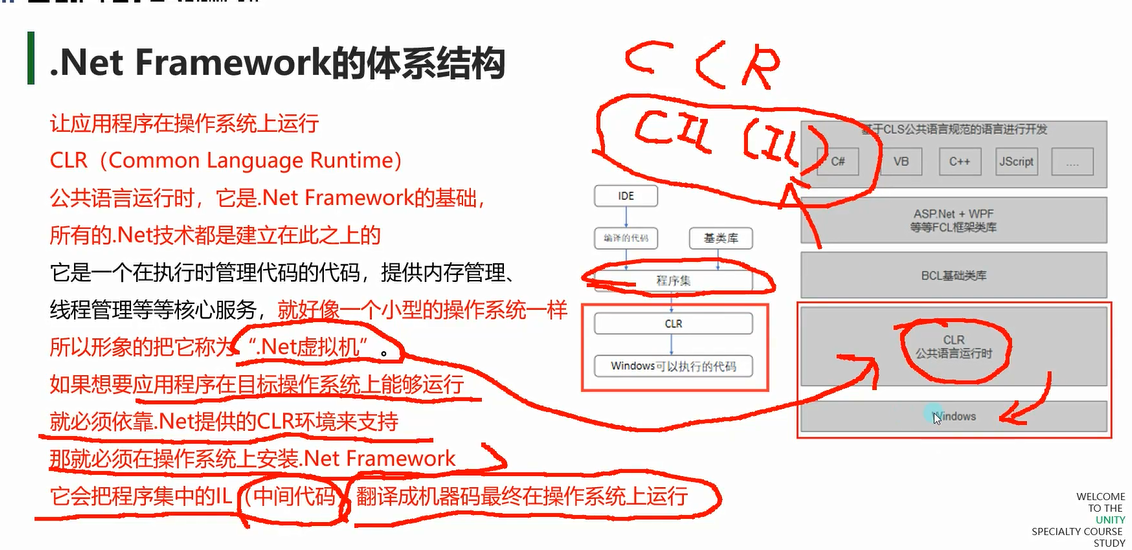 .Net Framework的体系结构
让应用程序在操作系统上运行
CLR（Common Language Runtime）
公共语言运行时，它是.Net Framework的基础，
所有的.Net技术都是建立在此之上的
它是一个在执行时管理代码的代码，提供内存管理、
线程管理等等核心服务，就好像一个小型的操作系统一样
所以形象的把它称为“.Net虚拟机”。
如果想要应用程序在目标操作系统上能够运行
就必须依靠.Net提供的CLR环境来支持
那就必须在操作系统上安装.Net Framework
它会把程序集中的IL（中间代码）翻译成机器码最终在操作系统上运行
CLR
CIL (IL)
IDE
编译的代码
基类库
程序集
CLR
Windows可以执行的代码
基于CLS公共语言规范的语言进行开发
C#
VB
C++
JScript
....
ASP.Net + WPF
等等FCL框架类库
BCL基础类库
CLR
公共语言运行时
Windows
WELCOME
TO THE
UNITY
SPECIALTY COURSE
STUDY